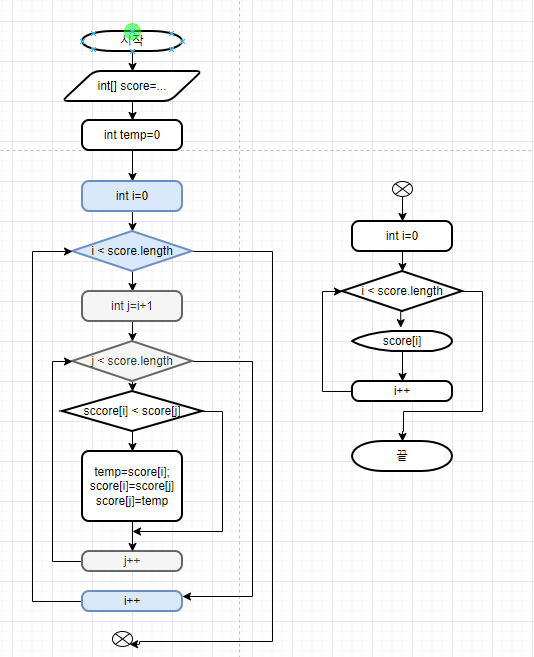 시작
int[] score=...
int temp=0
int i=0
i < score.length
int j=i+1
j < score.length
sccore[i] < score[j]
temp=score[i];
score[i]=score[j]
score[j]=temp
j++
i++
int i=0
i < score.length
score[i]
i++
끝